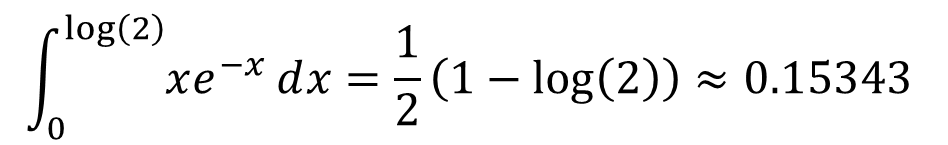 ∫₀^log(2) xe^−x dx = 1/2 (1 − log(2)) ≈ 0.15343